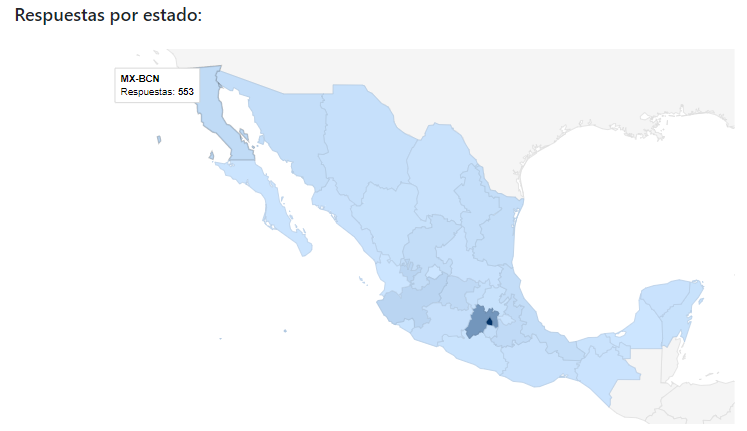 Respuestas por estado:
MX-BCN
Respuestas: 553